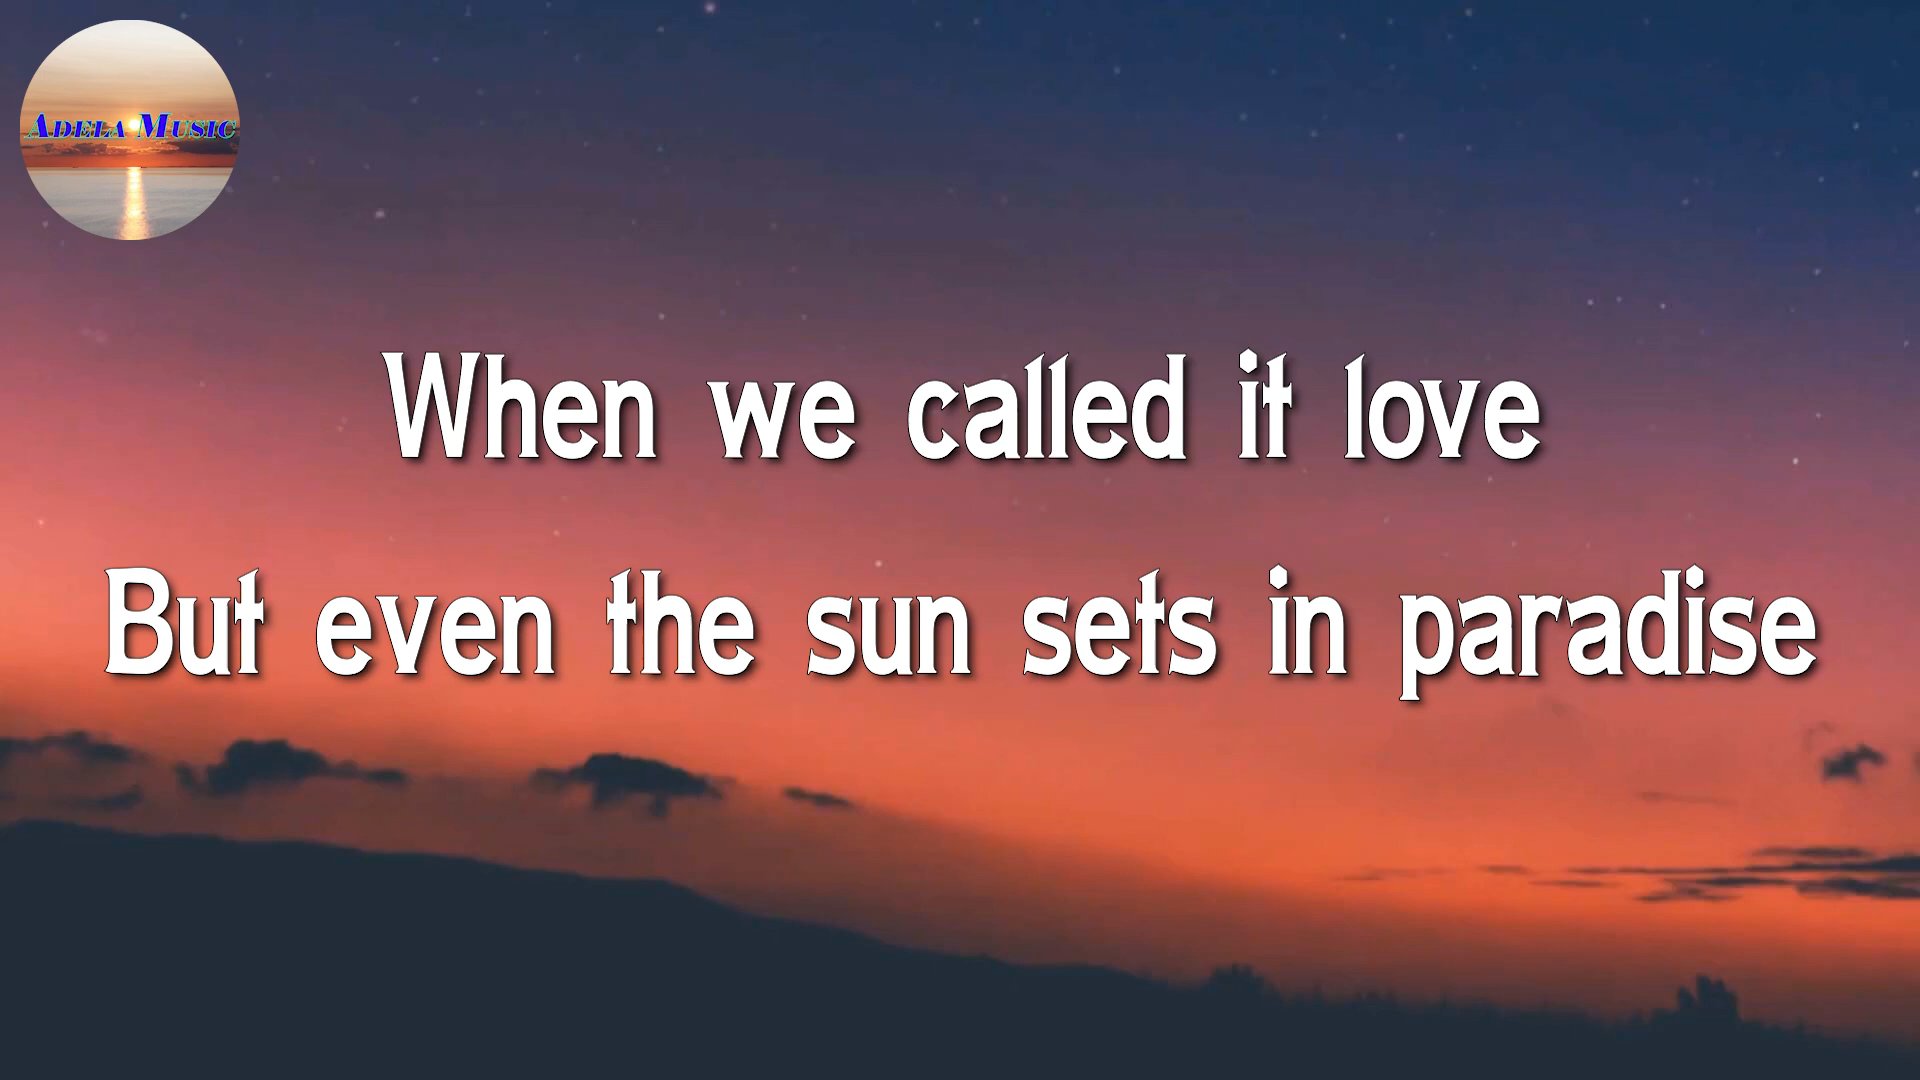 Adela Music
When we called it love
But even the sun sets in paradise